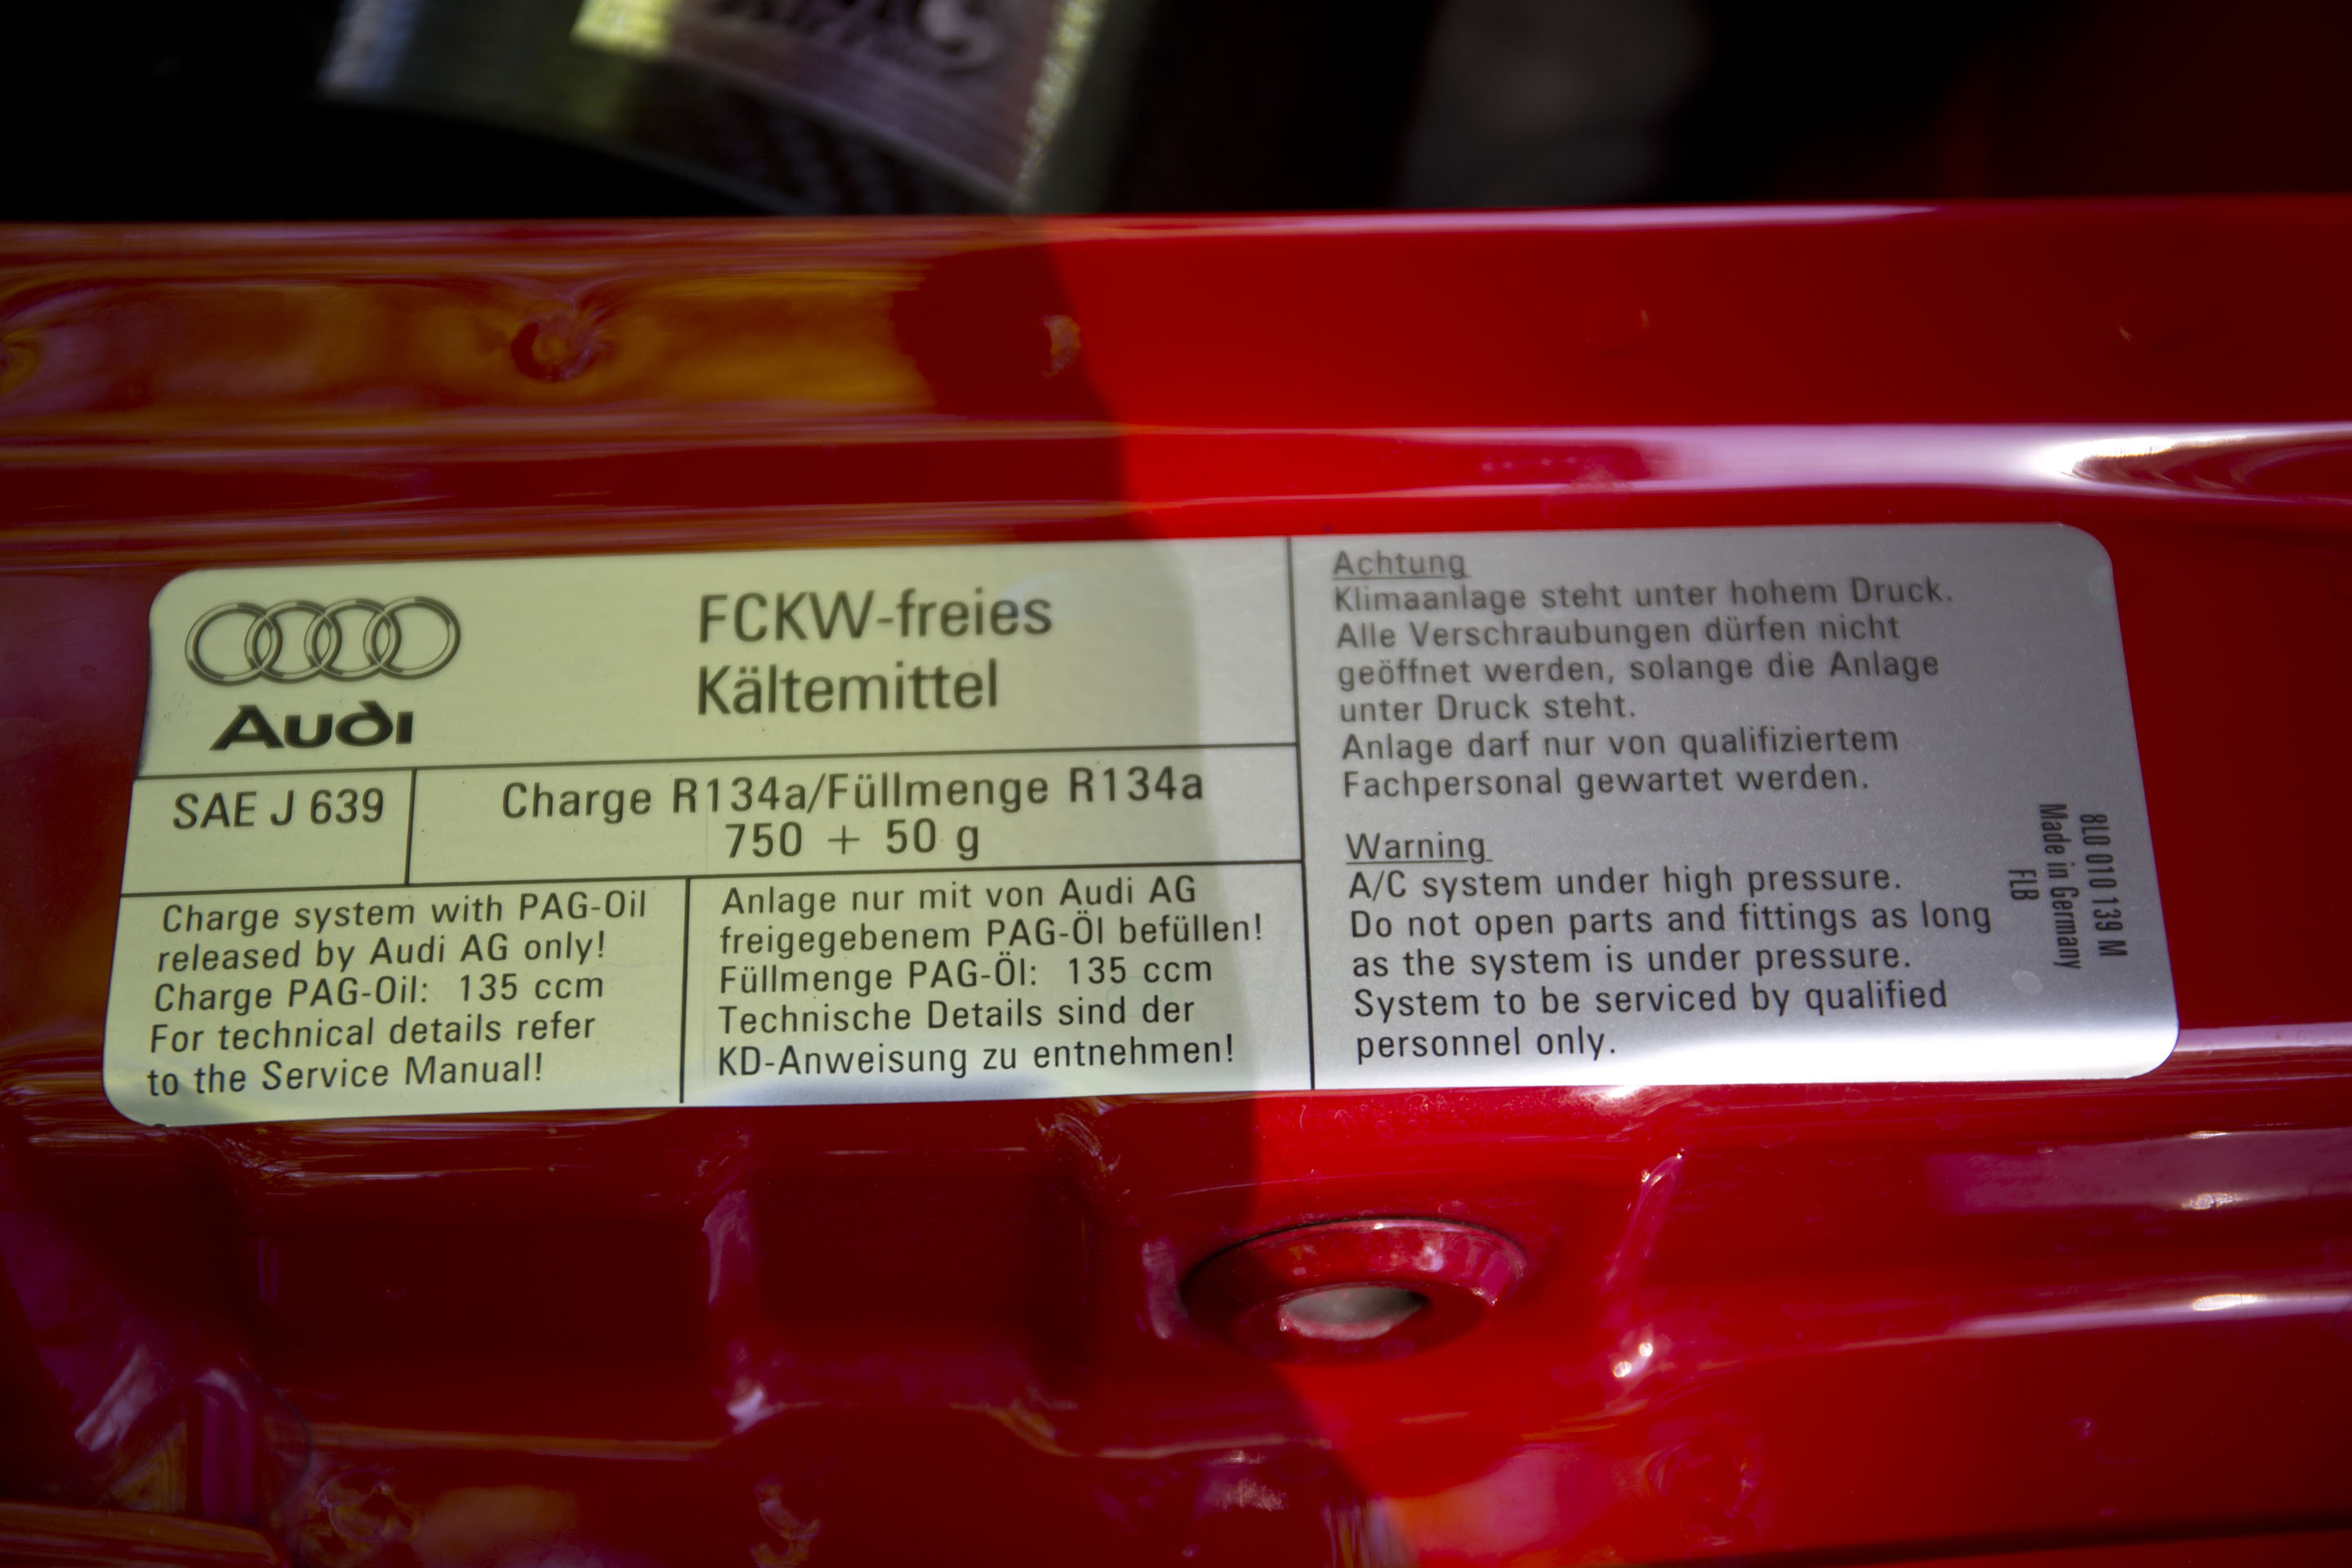 Audi
FCKW-freies
Kältemittel
SAE J 639
Charge R134a/Füllmenge R134a
750 + 50 g
Charge system with PAG-Oil
released by Audi AG only!
Charge PAG-Oil: 135 ccm
For technical details refer
to the Service Manual!
Anlage nur mit von Audi AG
freigegebenem PAG-Öl befüllen!
Füllmenge PAG-Öl: 135 ccm
Technische Details sind der
KD-Anweisung zu entnehmen!
Achtung
Klimaanlage steht unter hohem Druck.
Alle Verschraubungen dürfen nicht
geöffnet werden, solange die Anlage
unter Druck steht.
Anlage darf nur von qualifiziertem
Fachpersonal gewartet werden.
Warning
A/C system under high pressure.
Do not open parts and fittings as long
as the system is under pressure.
System to be serviced by qualified
personnel only.
8L0 010 139 M
Made in Germany
FLB